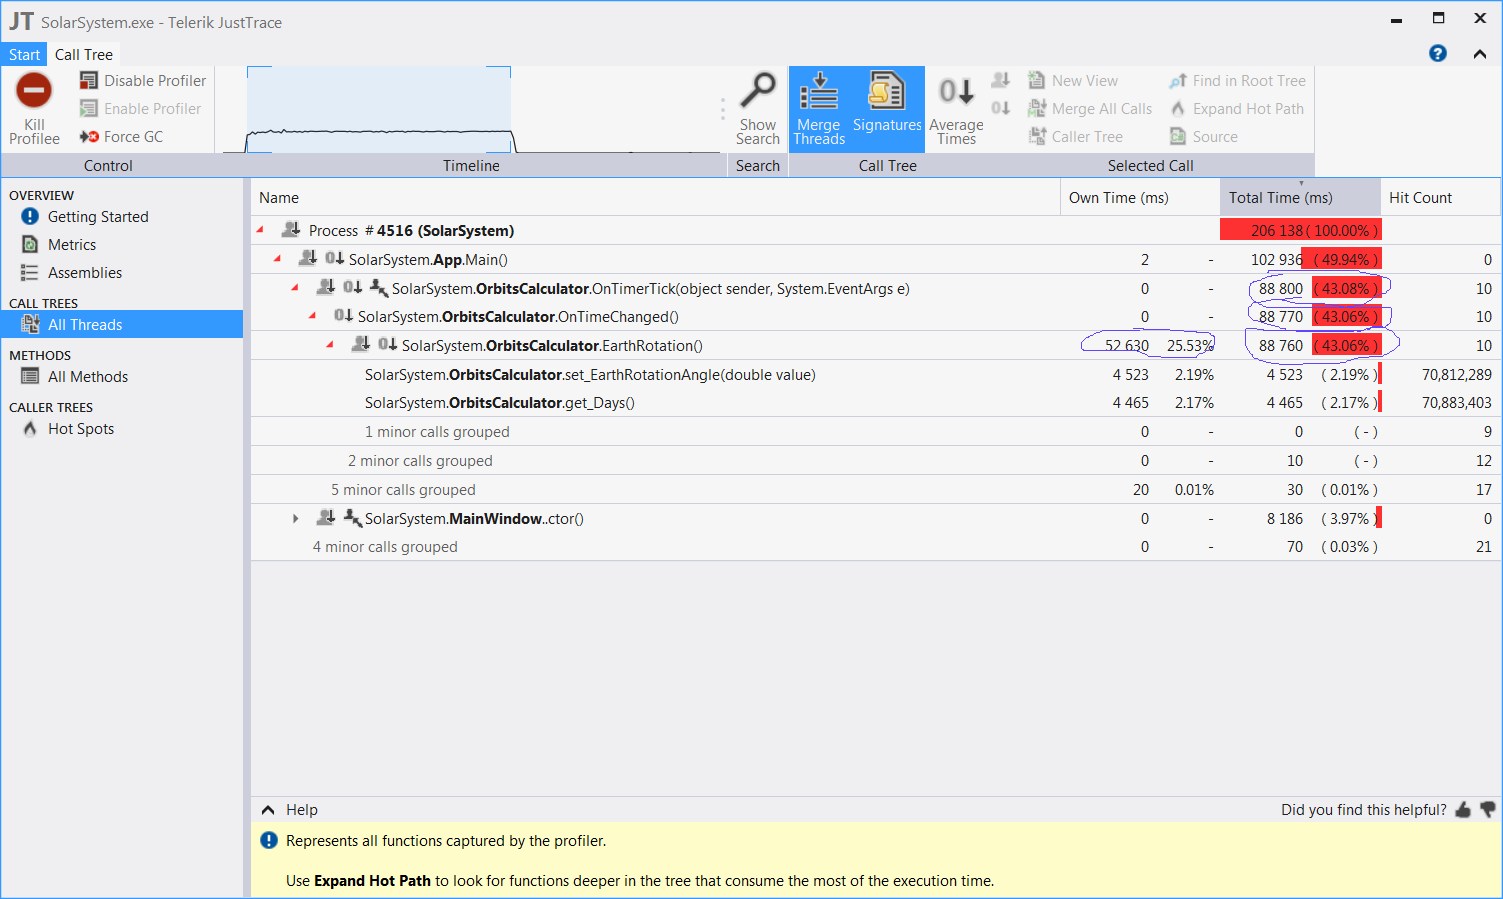 JT SolarSystem.exe - Telerik JustTrace
Start Call Tree
Kill Profilee
Disable Profiler
Enable Profiler
Force GC
Control
Timeline
Show Search
Search
Merge Threads
Signatures
Average Times
Call Tree
New View
Merge All Calls
Caller Tree
Find in Root Tree
Expand Hot Path
Source
Selected Call
OVERVIEW
Getting Started
Metrics
Assemblies
CALL TREES
All Threads
METHODS
All Methods
CALLER TREES
Hot Spots
Name Own Time (ms) Total Time (ms) Hit Count
Process # 4516 (SolarSystem) 206 138 ( 100.00% )
SolarSystem.App.Main() 2 - 102 936 ( 49.94% ) 0
SolarSystem.OrbitsCalculator.OnTimerTick(object sender, System.EventArgs e) 0 - 88 800 ( 43.08% ) 10
SolarSystem.OrbitsCalculator.OnTimeChanged() 0 - 88 770 ( 43.06% ) 10
SolarSystem.OrbitsCalculator.EarthRotation() 52 630 25.53% 88 760 ( 43.06% ) 10
SolarSystem.OrbitsCalculator.set_EarthRotationAngle(double value) 4 523 2.19% 4 523 ( 2.19% ) 70,812,289
SolarSystem.OrbitsCalculator.get_Days() 4 465 2.17% 4 465 ( 2.17% ) 70,883,403
1 minor calls grouped 0 - 0 ( - ) 9
2 minor calls grouped 0 - 10 ( - ) 12
5 minor calls grouped 20 0.01% 30 ( 0.01% ) 17
SolarSystem.MainWindow..ctor() 0 - 8 186 ( 3.97% ) 0
4 minor calls grouped 0 - 70 ( 0.03% ) 21
Help Did you find this helpful?
Represents all functions captured by the profiler.
Use Expand Hot Path to look for functions deeper in the tree that consume the most of the execution time.